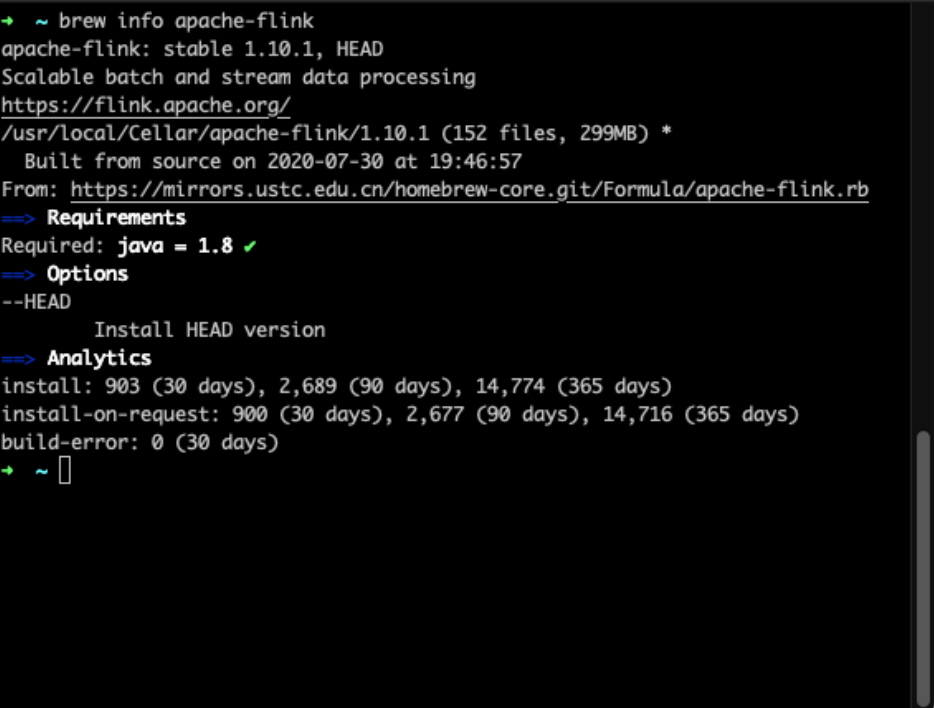 ➜  ~ brew info apache-flink
apache-flink: stable 1.10.1, HEAD
Scalable batch and stream data processing
https://flink.apache.org/
/usr/local/Cellar/apache-flink/1.10.1 (152 files, 299MB) *
  Built from source on 2020-07-30 at 19:46:57
From: https://mirrors.ustc.edu.cn/homebrew-core.git/Formula/apache-flink.rb
==> Requirements
Required: java = 1.8 ✔
==> Options
--HEAD
        Install HEAD version
==> Analytics
install: 903 (30 days), 2,689 (90 days), 14,774 (365 days)
install-on-request: 900 (30 days), 2,677 (90 days), 14,716 (365 days)
build-error: 0 (30 days)
➜  ~